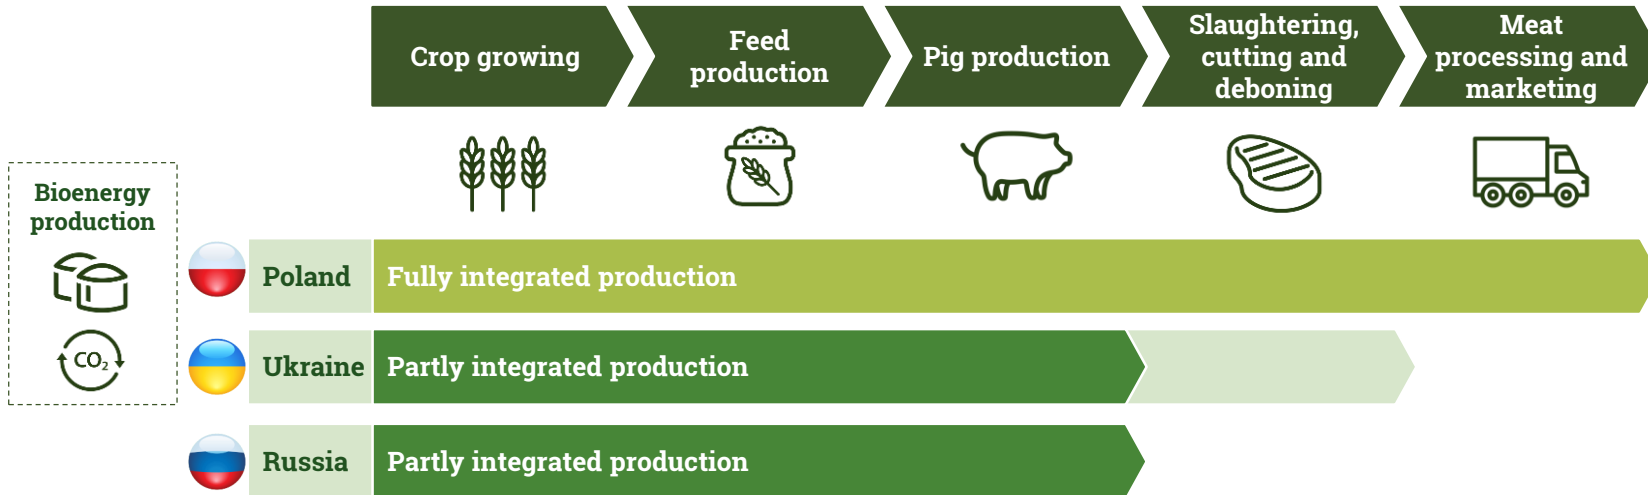 Crop growing
Feed
production
Pig production
Slaughtering,
cutting and
deboning
Meat
processing and
marketing
Bioenergy
production
CO₂
Poland
Fully integrated production
Ukraine
Partly integrated production
Russia
Partly integrated production